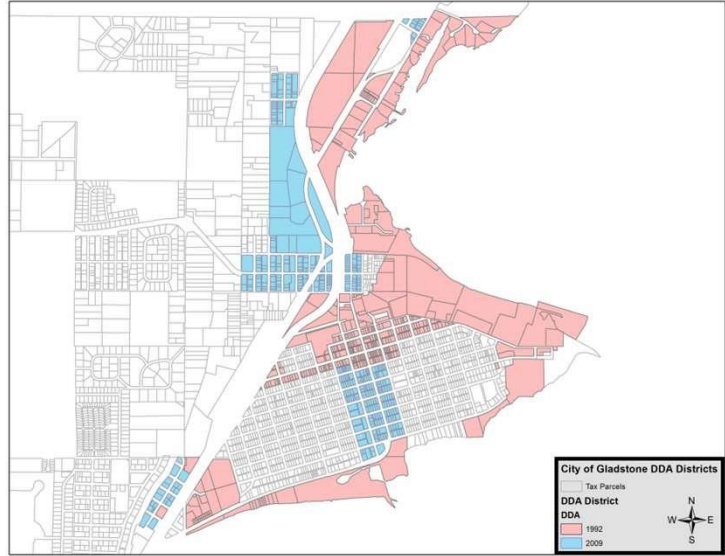 City of Gladstone DDA Districts
Tax Parcels
DDA District
DDA
1992
2009
N
W E
S